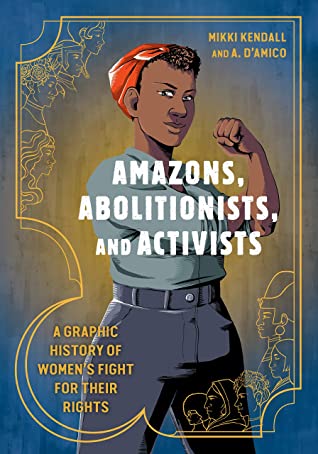 MIKKI KENDALL
AND A. D'AMICO
AMAZONS,
ABOLITIONISTS,
AND ACTIVISTS
A GRAPHIC
HISTORY OF
WOMEN'S FIGHT
FOR THEIR
RIGHTS